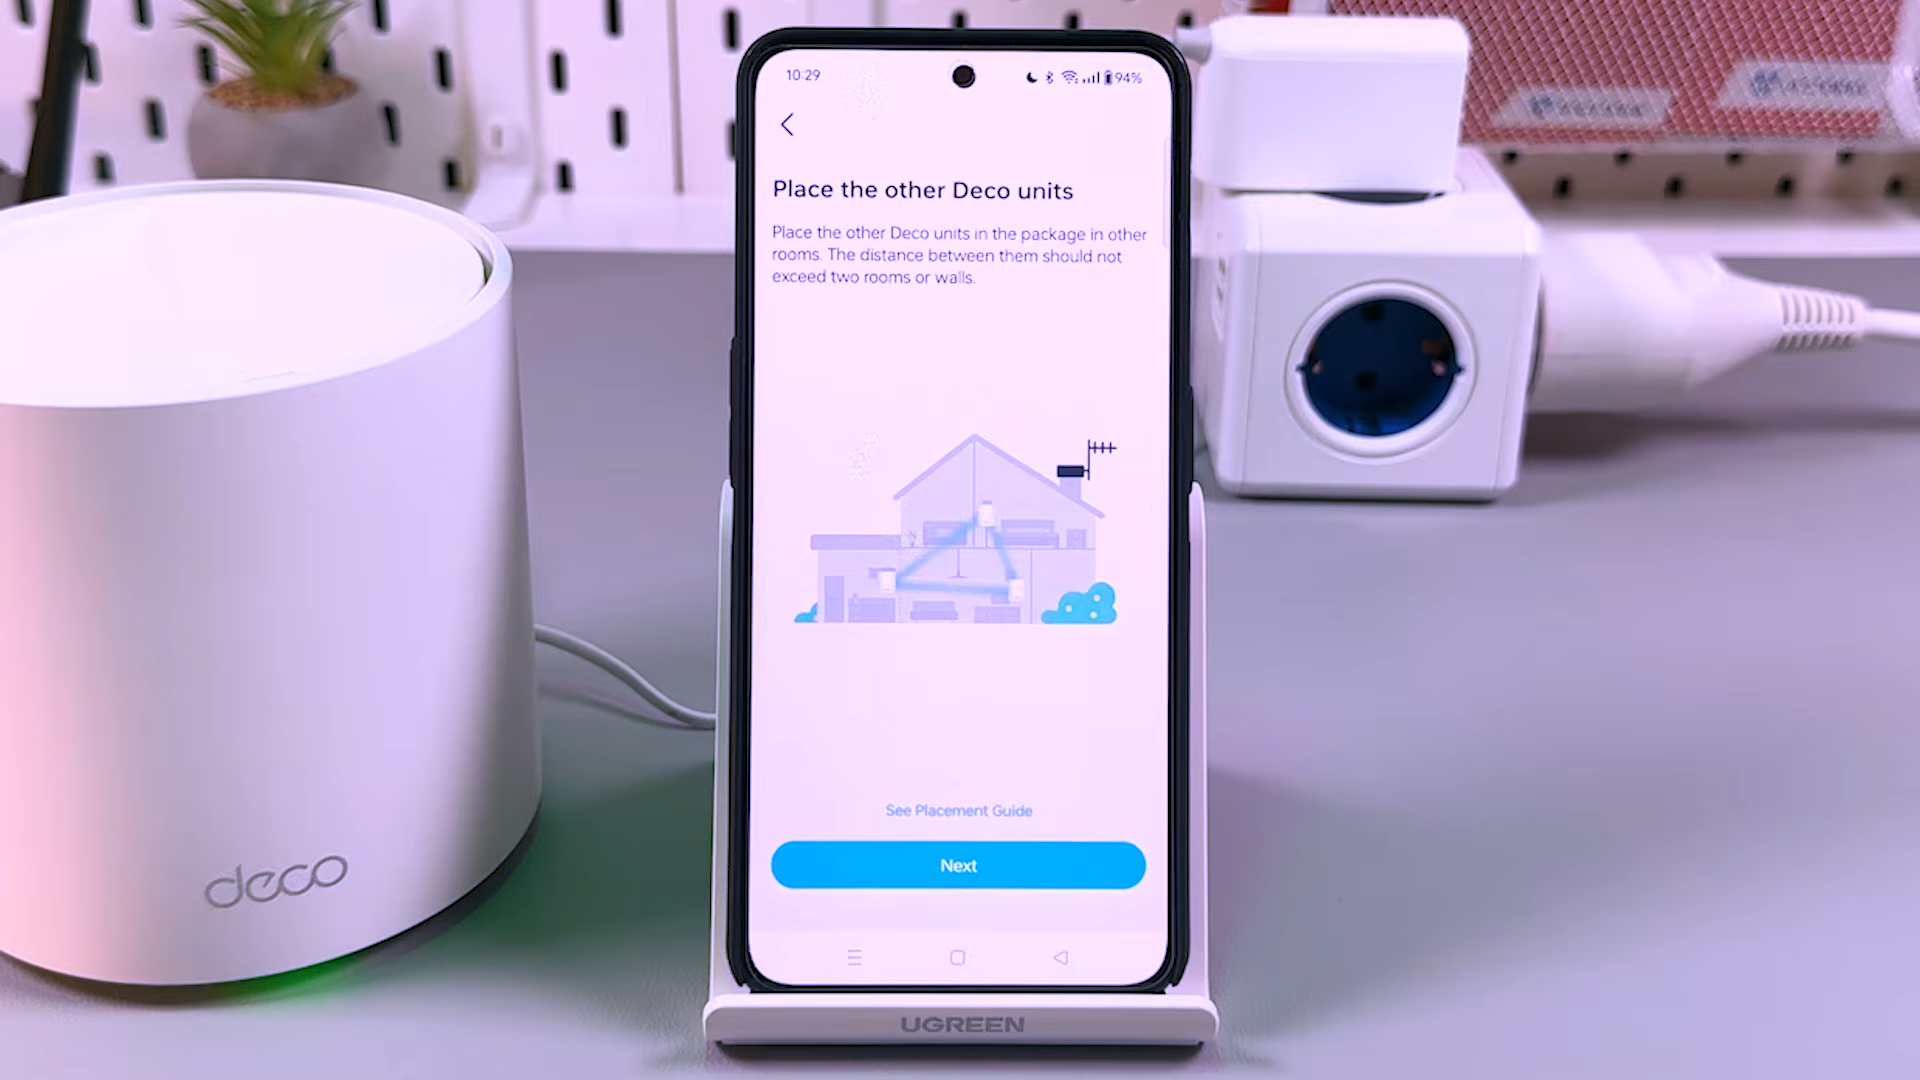 10:29
94%
Place the other Deco units
Place the other Deco units in the package in other
rooms. The distance between them should not
exceed two rooms or walls.
See Placement Guide
Next
deco
UGREEN